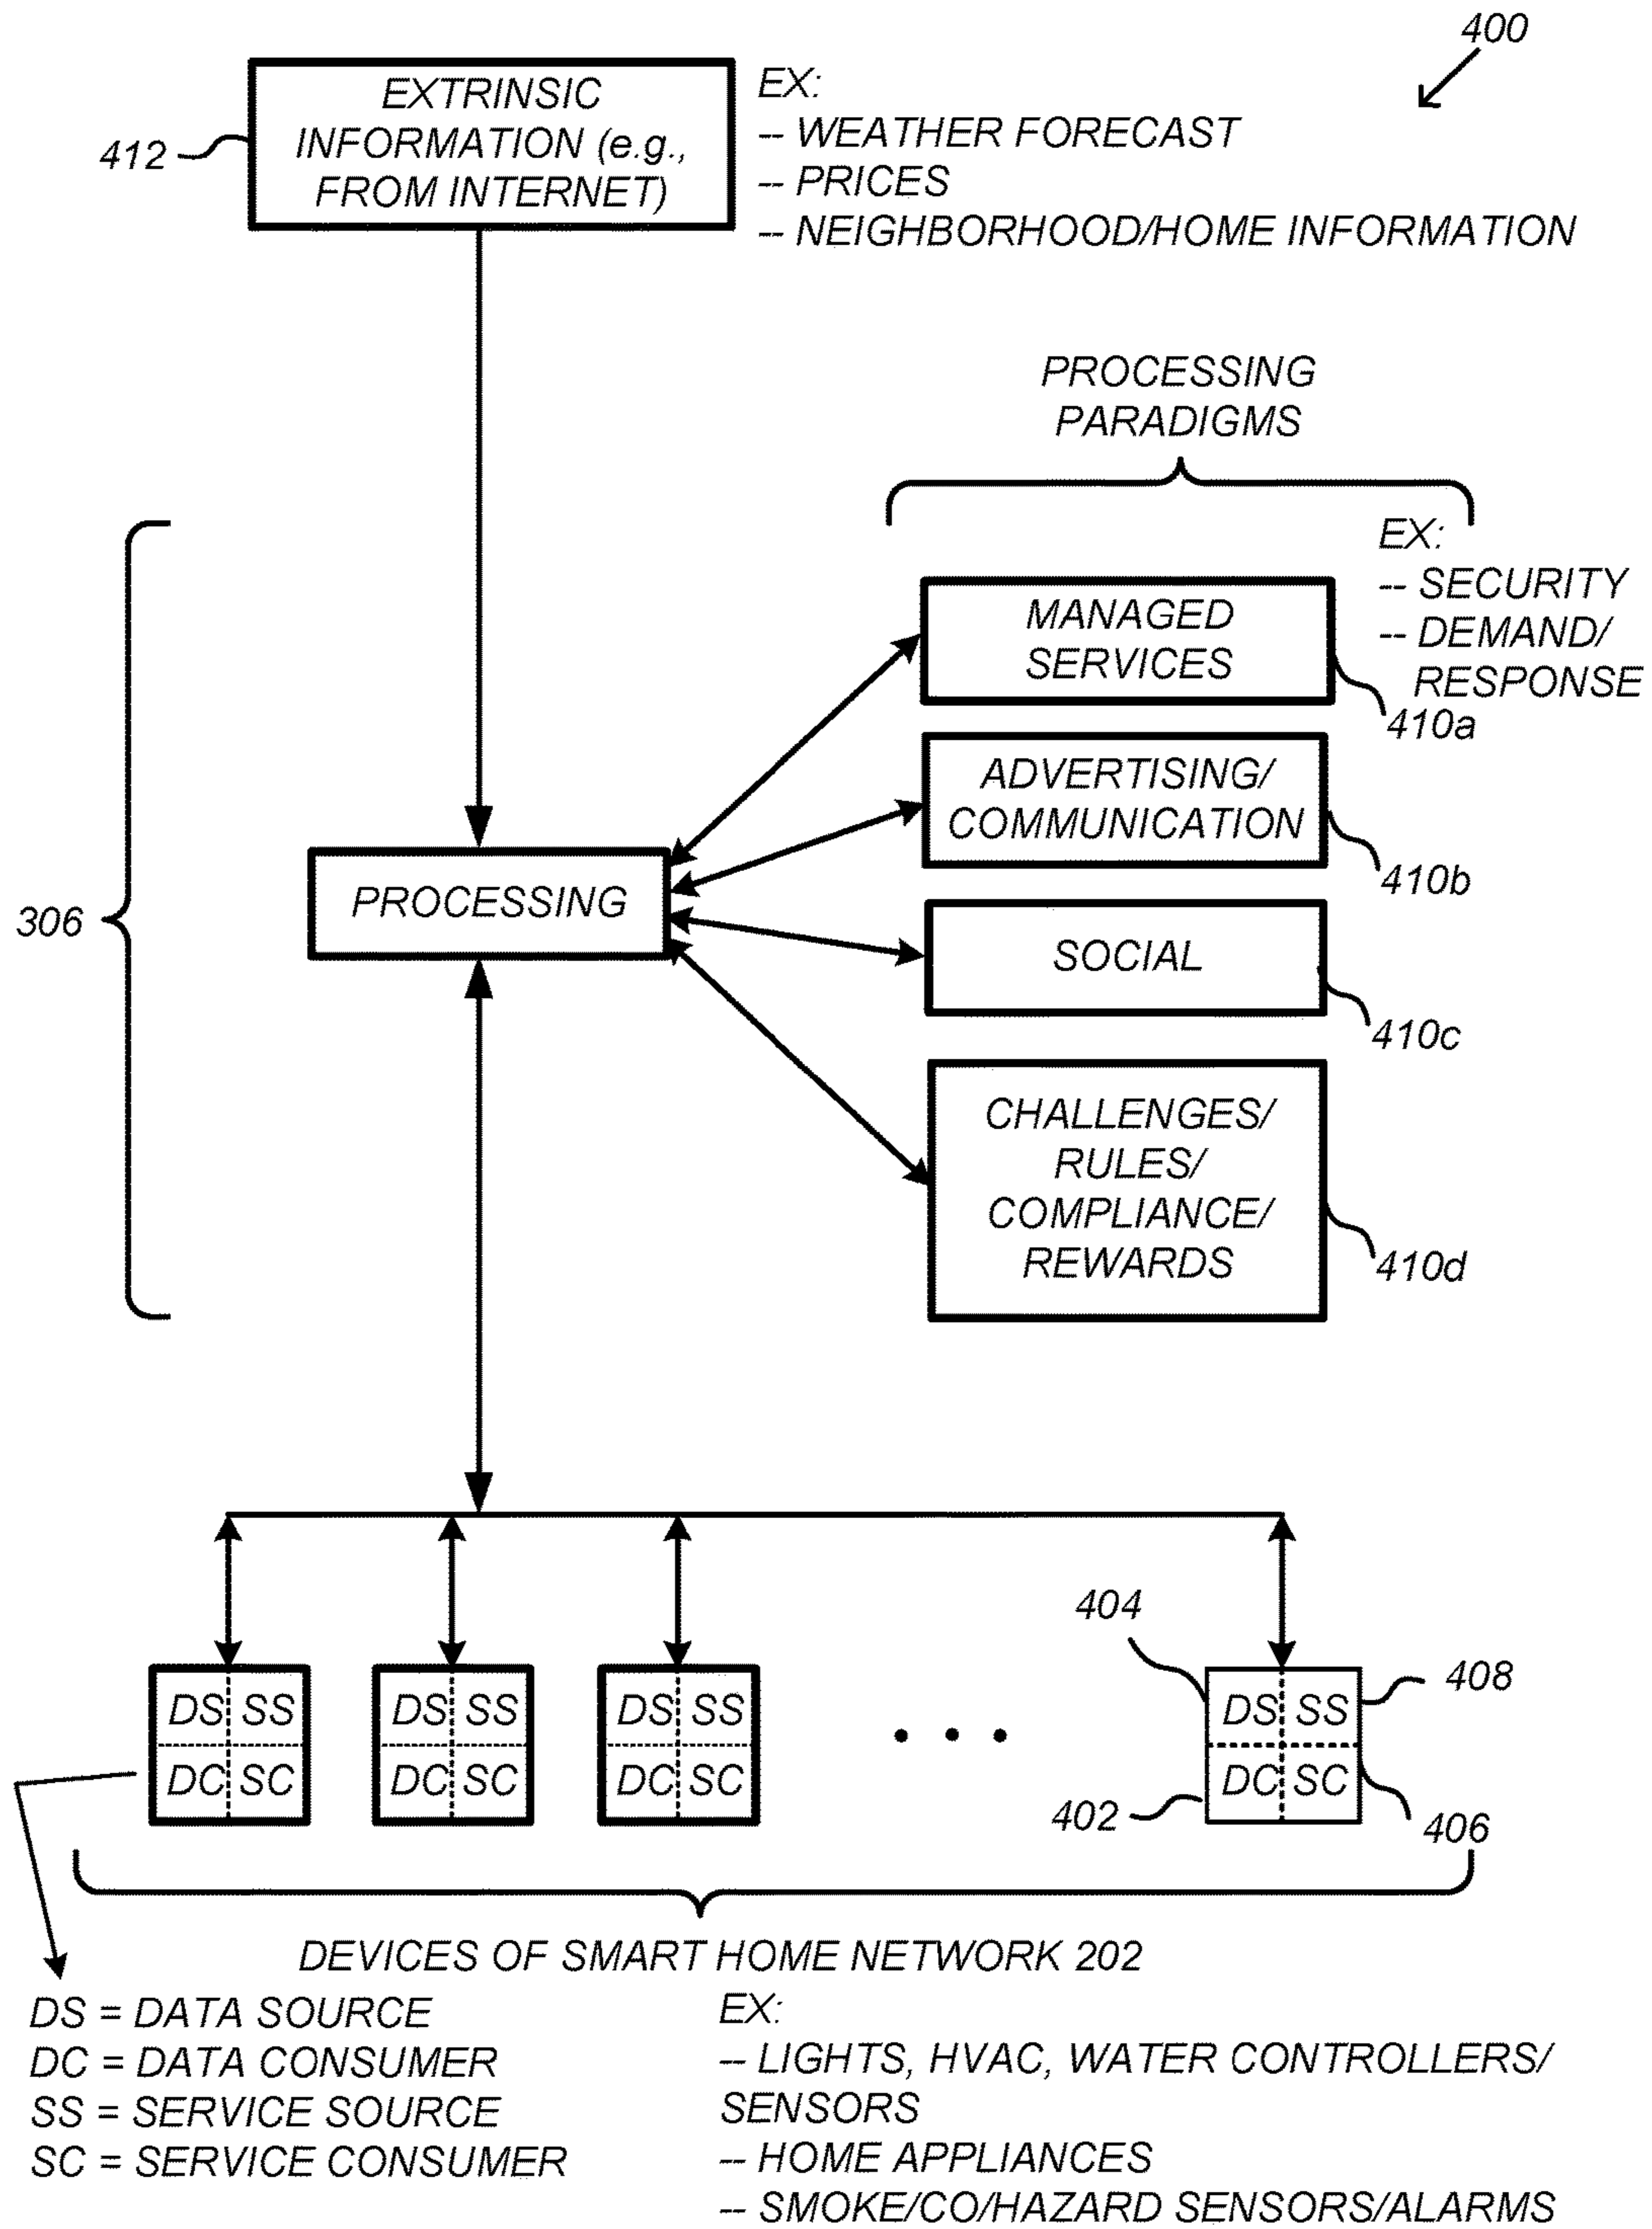 400
EXTRINSIC
INFORMATION (e.g.,
FROM INTERNET)
412
EX:
-- WEATHER FORECAST
-- PRICES
-- NEIGHBORHOOD/HOME INFORMATION
PROCESSING
PARADIGMS
EX:
-- SECURITY
-- DEMAND/
RESPONSE
MANAGED
SERVICES
410a
ADVERTISING/
COMMUNICATION
410b
306
PROCESSING
SOCIAL
410c
CHALLENGES/
RULES/
COMPLIANCE/
REWARDS
410d
404
408
DS SS
DC SC
DS SS
DC SC
DS SS
DC SC
. . .
DS SS
DC SC
402
406
DEVICES OF SMART HOME NETWORK 202
DS = DATA SOURCE
DC = DATA CONSUMER
SS = SERVICE SOURCE
SC = SERVICE CONSUMER
EX:
-- LIGHTS, HVAC, WATER CONTROLLERS/
SENSORS
-- HOME APPLIANCES
-- SMOKE/CO/HAZARD SENSORS/ALARMS